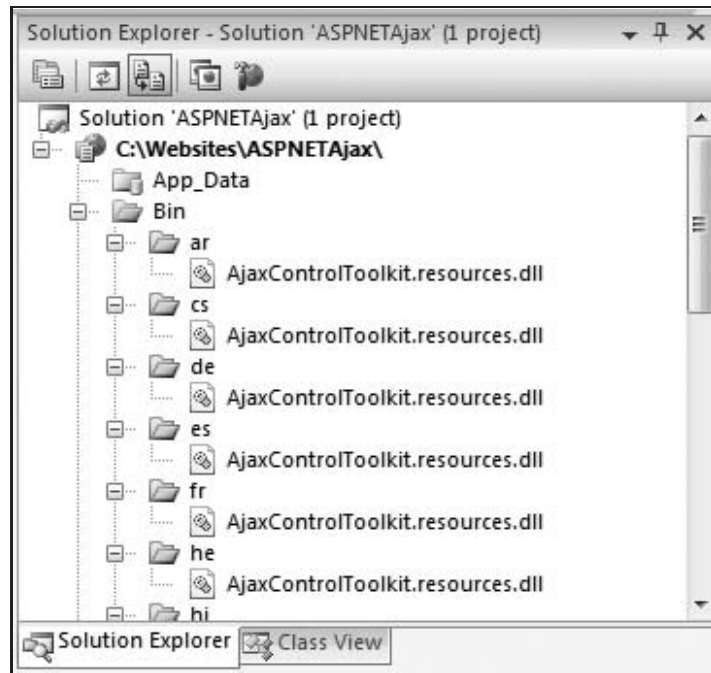 Solution Explorer - Solution 'ASPNETAjax' (1 project)
Solution 'ASPNETAjax' (1 project)
C:\Websites\ASPNETAjax\
App_Data
Bin
ar
AjaxControlToolkit.resources.dll
cs
AjaxControlToolkit.resources.dll
de
AjaxControlToolkit.resources.dll
es
AjaxControlToolkit.resources.dll
fr
AjaxControlToolkit.resources.dll
he
AjaxControlToolkit.resources.dll
hi
Solution Explorer Class View